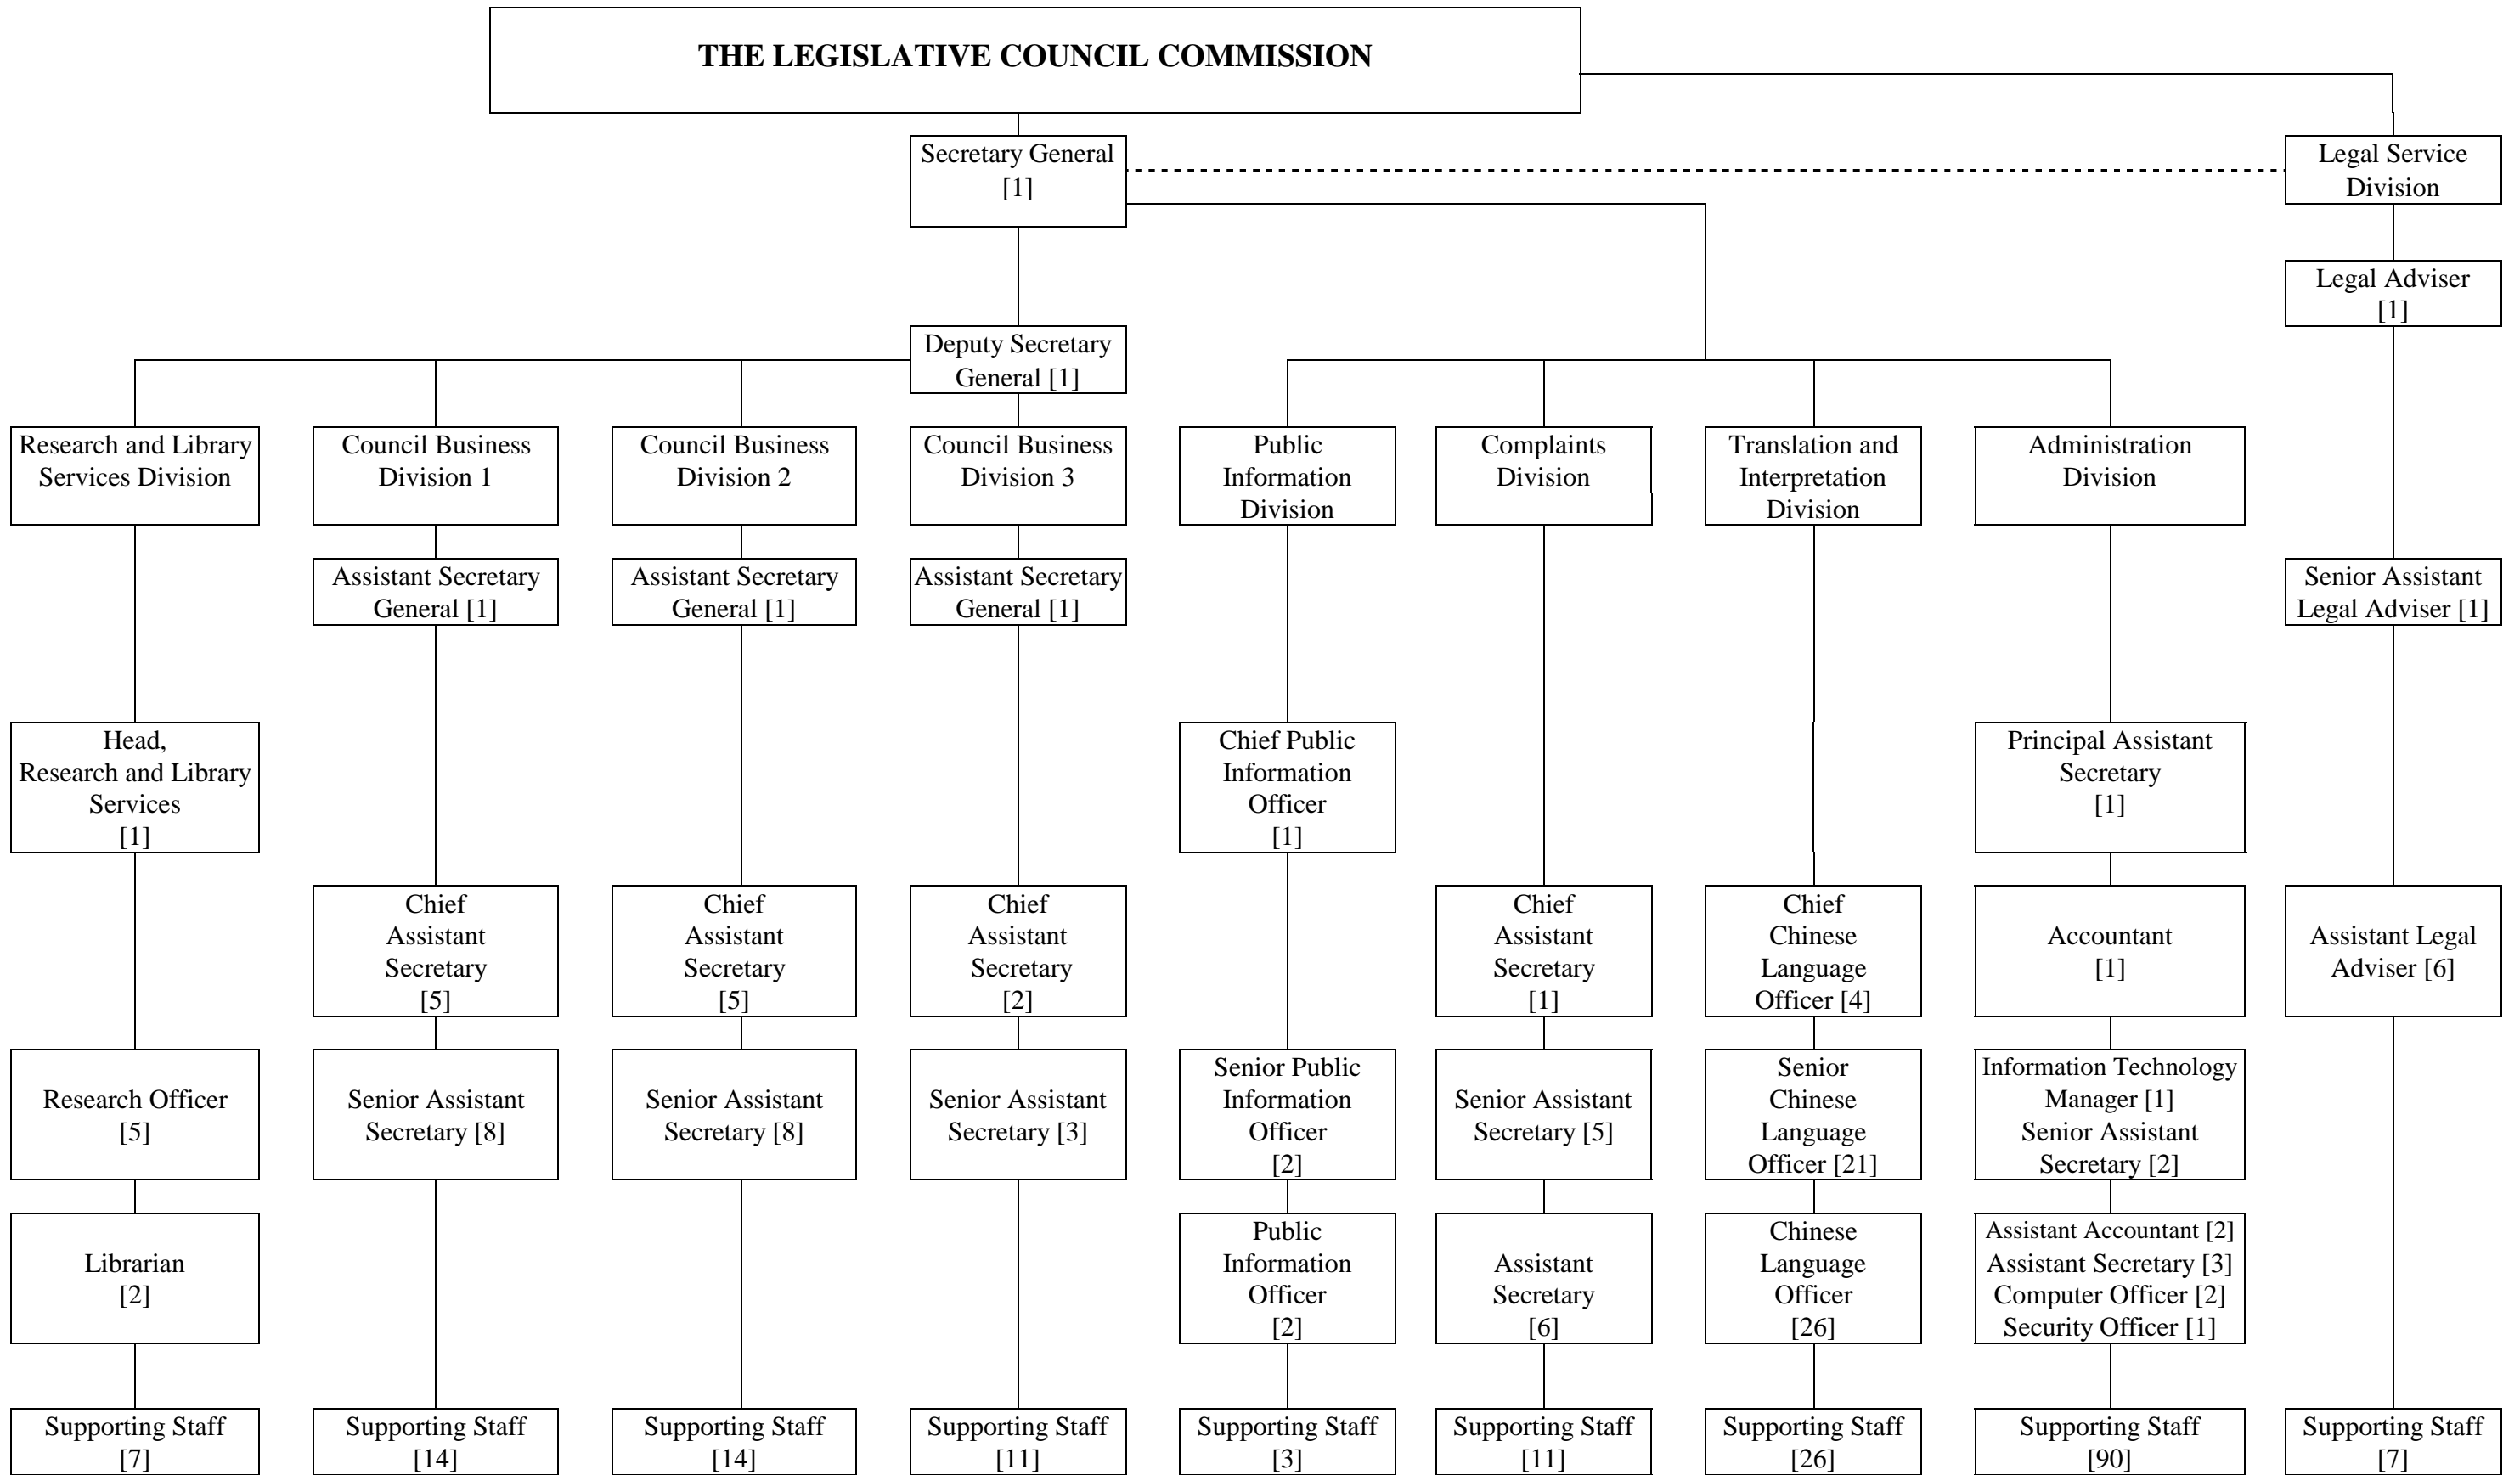 THE LEGISLATIVE COUNCIL COMMISSION
Secretary General
[1]
Legal Service
Division
Legal Adviser
[1]
Deputy Secretary
General [1]
Research and Library
Services Division
Council Business
Division 1
Council Business
Division 2
Council Business
Division 3
Public
Information
Division
Complaints
Division
Translation and
Interpretation
Division
Administration
Division
Assistant Secretary
General [1]
Assistant Secretary
General [1]
Assistant Secretary
General [1]
Senior Assistant
Legal Adviser [1]
Head,
Research and Library
Services
[1]
Chief Public
Information
Officer
[1]
Principal Assistant
Secretary
[1]
Chief
Assistant
Secretary
[5]
Chief
Assistant
Secretary
[5]
Chief
Assistant
Secretary
[2]
Chief
Assistant
Secretary
[1]
Chief
Chinese
Language
Officer [4]
Accountant
[1]
Assistant Legal
Adviser [6]
Research Officer
[5]
Senior Assistant
Secretary [8]
Senior Assistant
Secretary [8]
Senior Assistant
Secretary [3]
Senior Public
Information
Officer
[2]
Senior Assistant
Secretary [5]
Senior
Chinese
Language
Officer [21]
Information Technology
Manager [1]
Senior Assistant
Secretary [2]
Librarian
[2]
Public
Information
Officer
[2]
Assistant
Secretary
[6]
Chinese
Language
Officer
[26]
Assistant Accountant [2]
Assistant Secretary [3]
Computer Officer [2]
Security Officer [1]
Supporting Staff
[7]
Supporting Staff
[14]
Supporting Staff
[14]
Supporting Staff
[11]
Supporting Staff
[3]
Supporting Staff
[11]
Supporting Staff
[26]
Supporting Staff
[90]
Supporting Staff
[7]